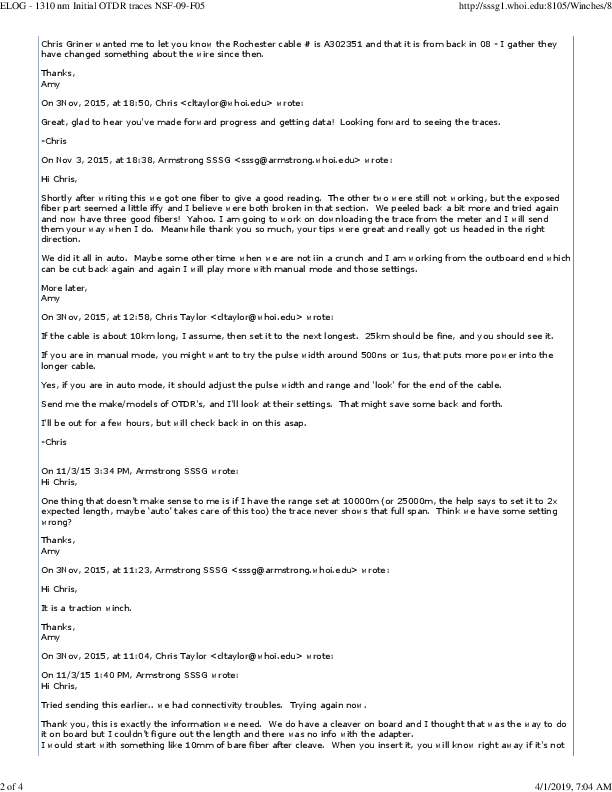 ELOG - 1310 nm Initial OTDR traces NSF-09-F05
http://sssg1.whoi.edu:8105/Winches/8
Chris Griner wanted me to let you know the Rochester cable # is A302351 and that it is from back in 08 - I gather they
have changed something about the wire since then.
Thanks,
Amy
On 3Nov, 2015, at 18:50, Chris <cltaylor@whoi.edu> wrote:
Great, glad to hear you've made forward progress and getting data!  Looking forward to seeing the traces.
-Chris
On Nov 3, 2015, at 18:38, Armstrong SSSG <sssg@armstrong.whoi.edu> wrote:
Hi Chris,
Shortly after writing this we got one fiber to give a good reading.  The other two were still not working, but the exposed
fiber part seemed a little iffy and I believe were both broken in that section.  We peeled back a bit more and tried again
and now have three good fibers!  Yahoo. I am going to work on downloading the trace from the meter and I will send
them your way when I do.  Meanwhile thank you so much, your tips were great and really got us headed in the right
direction.
We did it all in auto.  Maybe some other time when we are not iin a crunch and I am working from the outboard end which
can be cut back again and again I will play more with manual mode and those settings.
More later,
Amy
On 3Nov, 2015, at 12:58, Chris Taylor <cltaylor@whoi.edu> wrote:
If the cable is about 10km long, I assume, then set it to the next longest.  25km should be fine, and you should see it.
If you are in manual mode, you might want to try the pulse width around 500ns or 1us, that puts more power into the
longer cable.
Yes, if you are in auto mode, it should adjust the pulse width and range and 'look' for the end of the cable.
Send me the make/models of OTDR's, and I'll look at their settings.  That might save some back and forth.
I'll be out for a few hours, but will check back in on this asap.
-Chris
On 11/3/15 3:34 PM, Armstrong SSSG wrote:
Hi Chris,
One thing that doesn't make sense to me is if I have the range set at 10000m (or 25000m, the help says to set it to 2x
expected length, maybe 'auto' takes care of this too) the trace never shows that full span.  Think we have some setting
wrong?
Thanks,
Amy
On 3Nov, 2015, at 11:23, Armstrong SSSG <sssg@armstrong.whoi.edu> wrote:
Hi Chris,
It is a traction winch.
Thanks,
Amy
On 3Nov, 2015, at 11:04, Chris Taylor <cltaylor@whoi.edu> wrote:
On 11/3/15 1:40 PM, Armstrong SSSG wrote:
Hi Chris,
Tried sending this earlier.. we had connectivity troubles.  Trying again now.
Thank you, this is exactly the information we need.  We do have a cleaver on board and I thought that was the way to do
it on board but I couldn't figure out the length and there was no info with the adapter.
I would start with something like 10mm of bare fiber after cleave.  When you insert it, you will know right away if it's not
2 of 4
4/1/2019, 7:04 AM